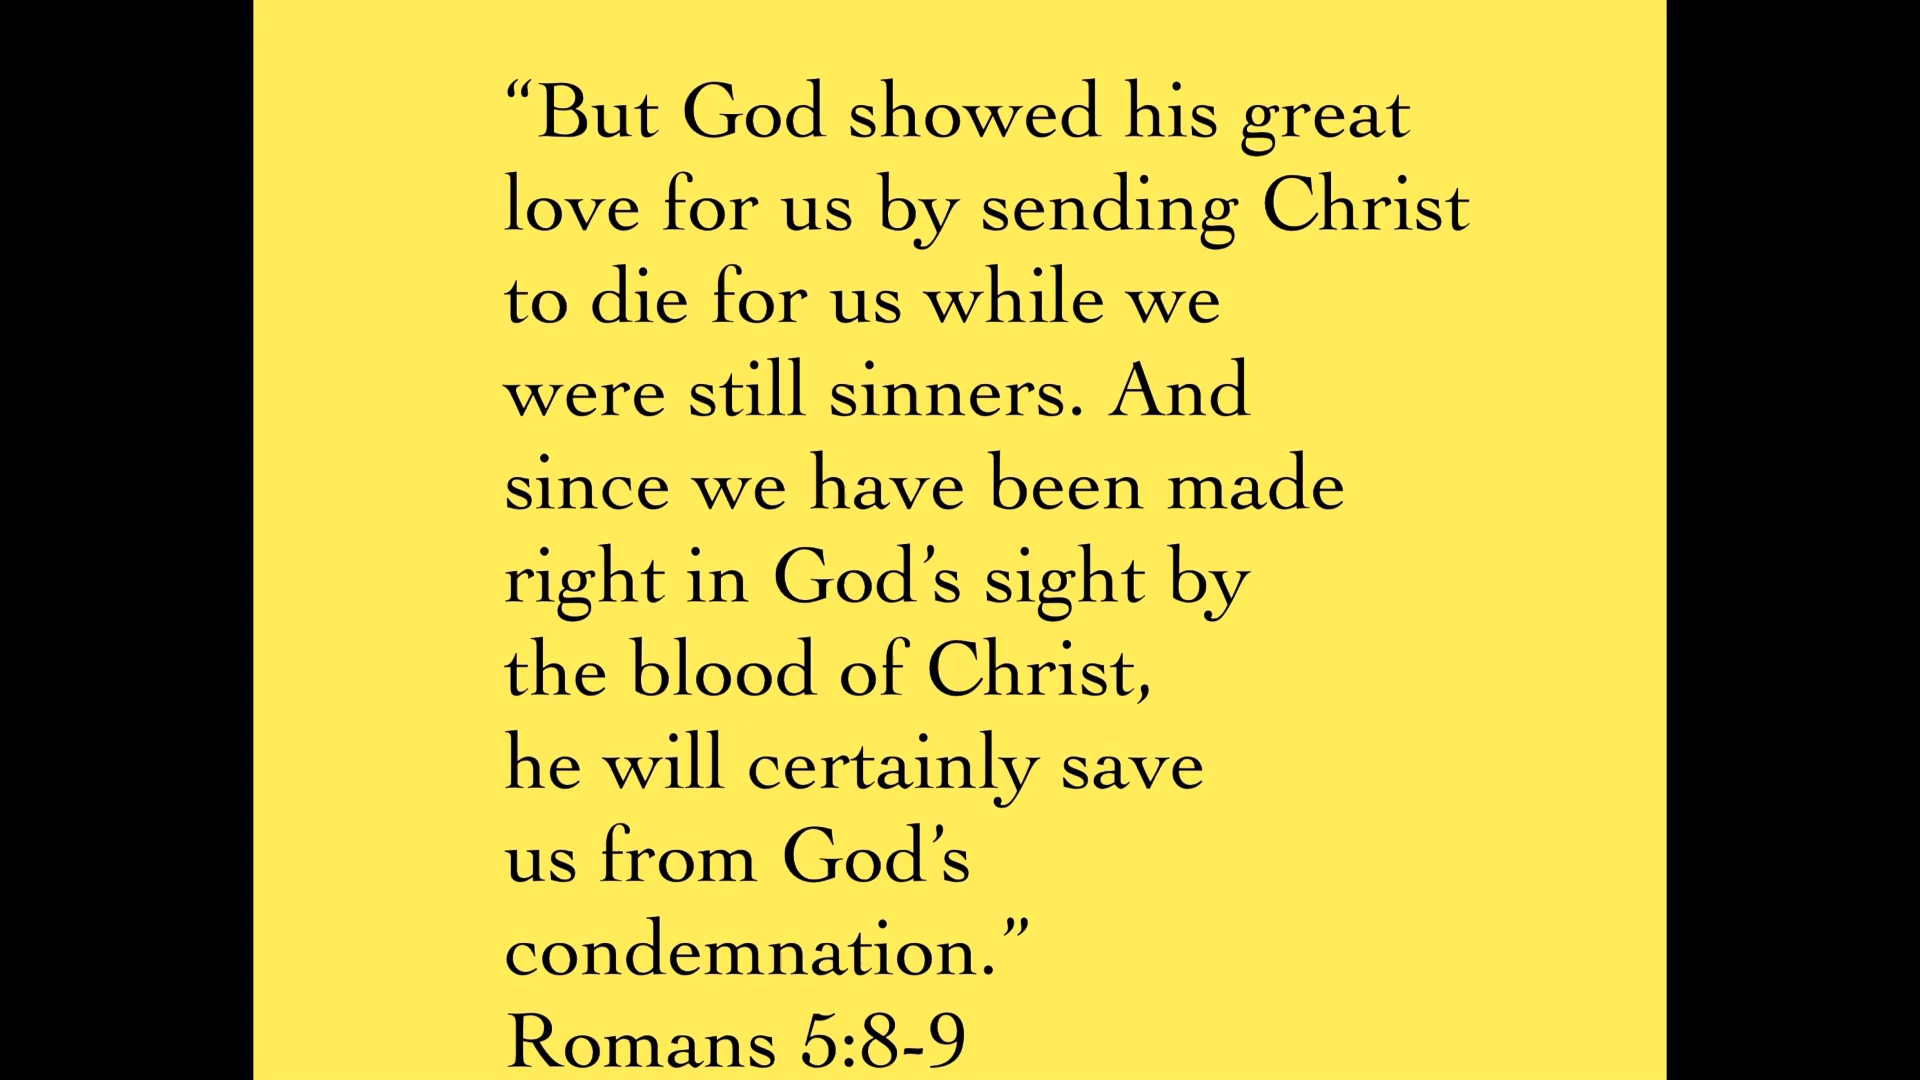 “But God showed his great
love for us by sending Christ
to die for us while we
were still sinners. And
since we have been made
right in God’s sight by
the blood of Christ,
he will certainly save
us from God’s
condemnation.”
Romans 5:8-9